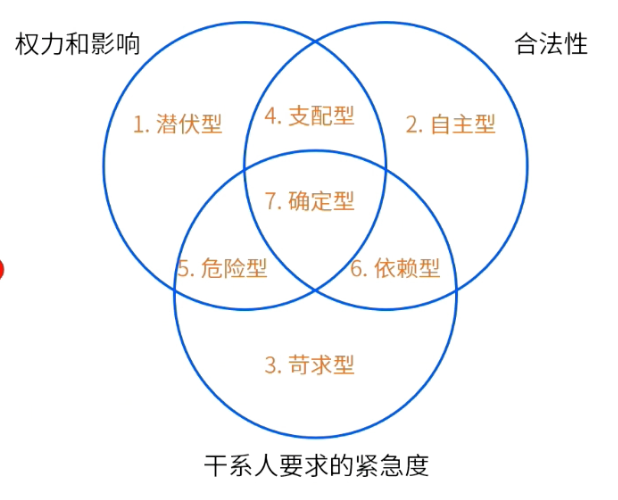 权力和影响
合法性
1. 潜伏型
4. 支配型
2. 自主型
7. 确定型
5. 危险型
6. 依赖型
3. 苛求型
干系人要求的紧急度